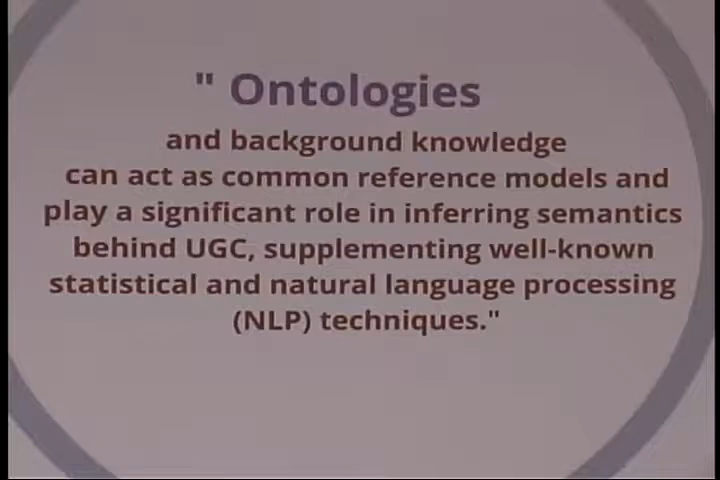 " Ontologies
and background knowledge
can act as common reference models and
play a significant role in inferring semantics
behind UGC, supplementing well-known
statistical and natural language processing
(NLP) techniques."